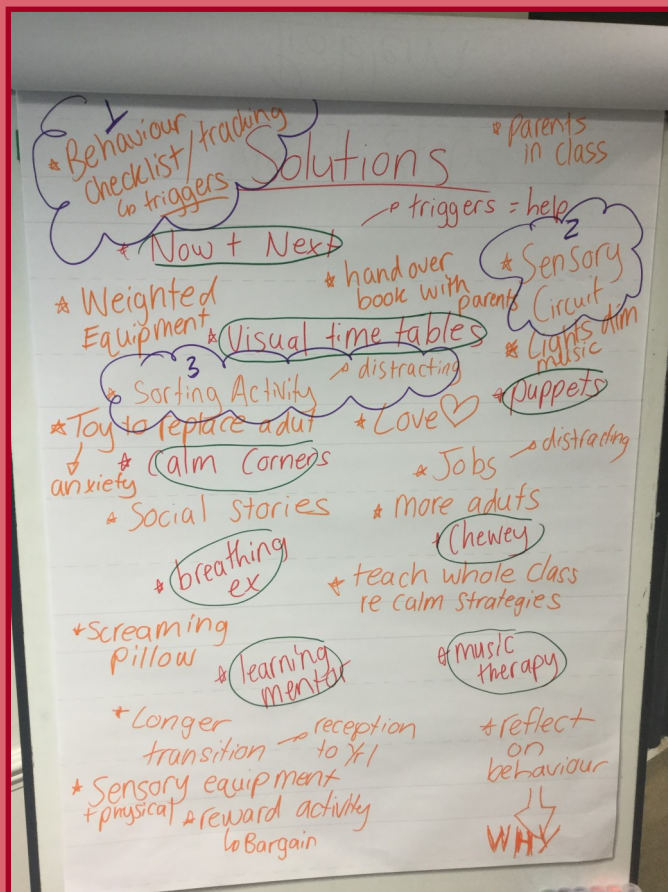 1
* Behaviour
checklist/tracking
↳ triggers
Solutions
* parents
in class
triggers = help
* Now + Next
2
* Sensory
Circuit
* hand over
book with parents
* Weighted
Equipment
* Visual time tables
* Lights dim
music
3
* Sorting Activity
distracting
* puppets
* Toy to replace adut
anxiety
* Love ♡
* Calm Corners
* Jobs
distracting
* Social stories
* more adults
* Chewey
* breathing
ex
* teach whole class
re calm strategies
* Screaming
pillow
* learning
mentor
* music
therapy
* Longer
transition
reception
to Yr1
* reflect
on
behaviour
WHY
* Sensory equipment
+ physical
* reward activity
↳ Bargain